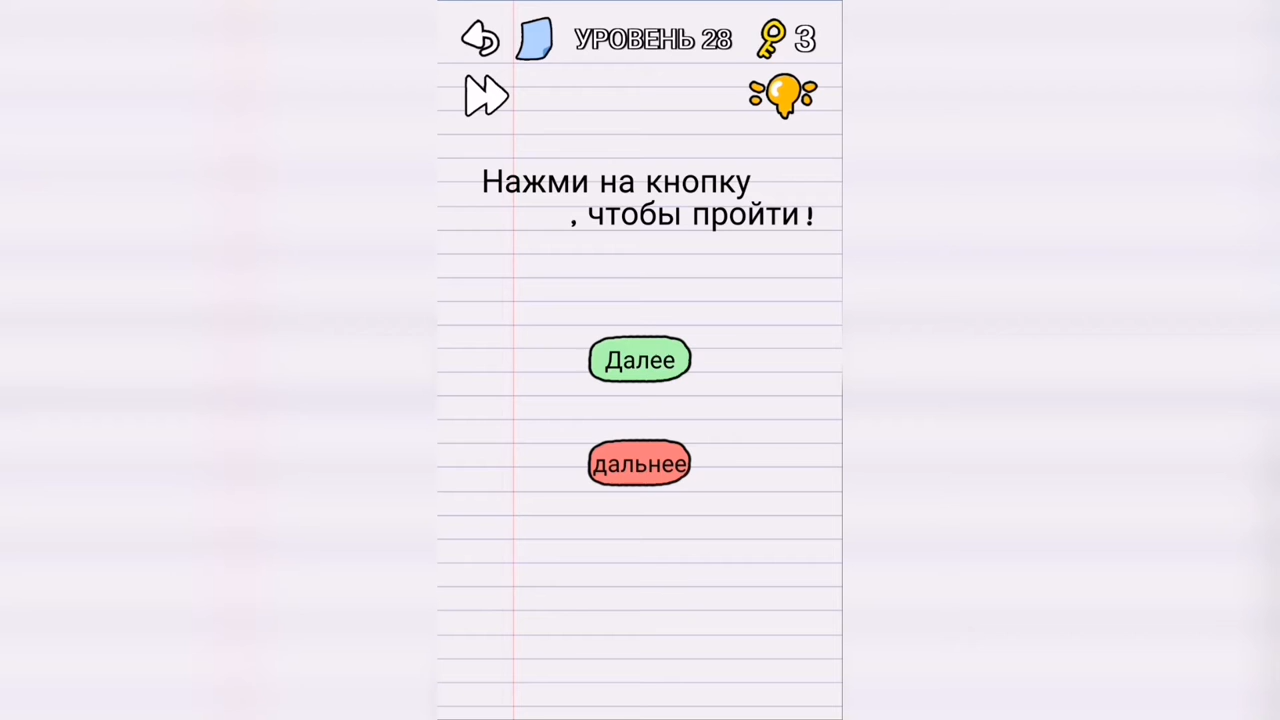 УРОВЕНЬ 28
3
Нажми на кнопку
, чтобы пройти!
Далее
дальнее